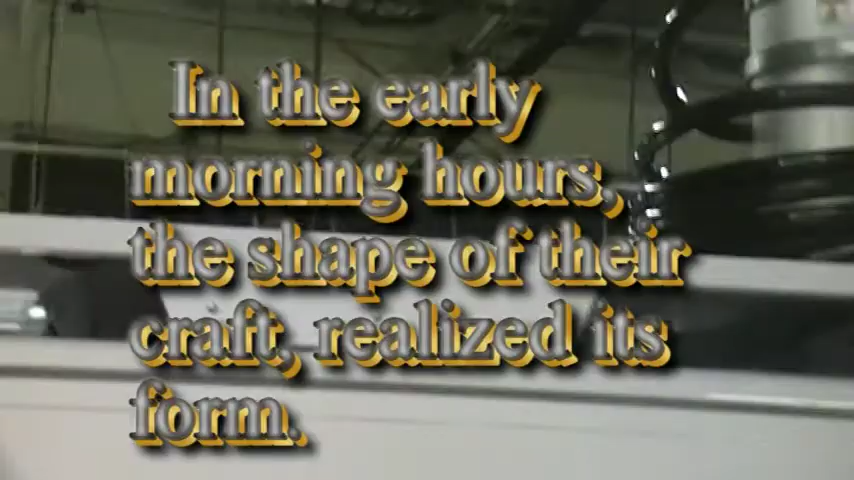 In the early
morning hours,
the shape of their
craft, realized its
form.